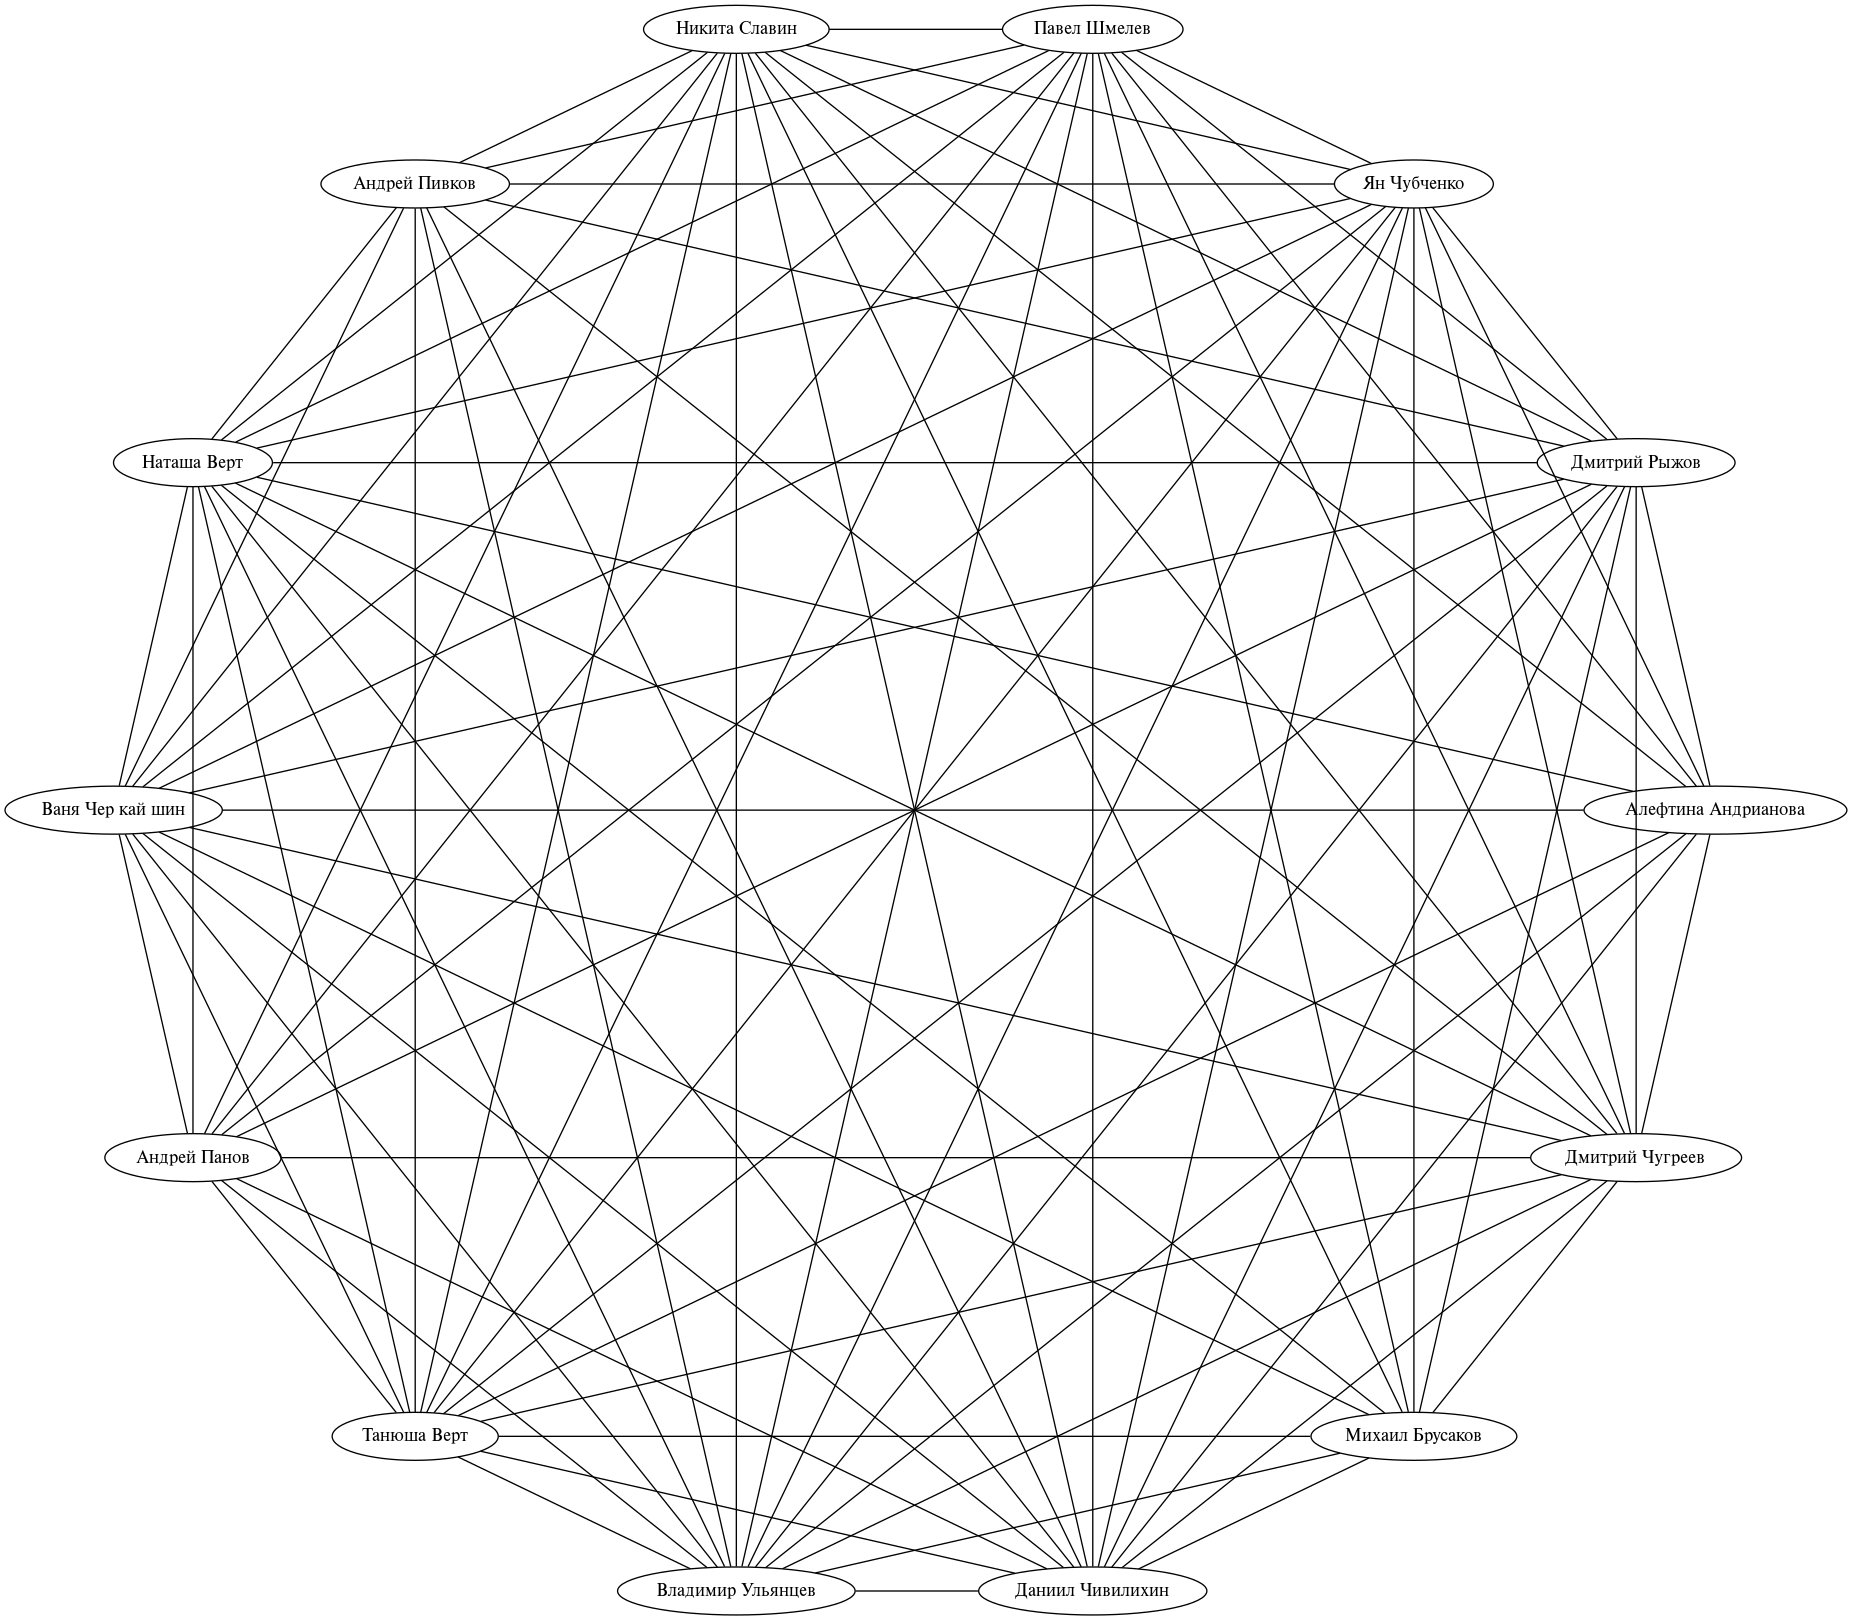 Никита Славин
Павел Шмелев
Андрей Пивков
Ян Чубченко
Наташа Верт
Дмитрий Рыжов
Ваня Чер кай шин
Алефтина Андрианова
Андрей Панов
Дмитрий Чугреев
Танюша Верт
Михаил Брусаков
Владимир Ульянцев
Даниил Чивилихин